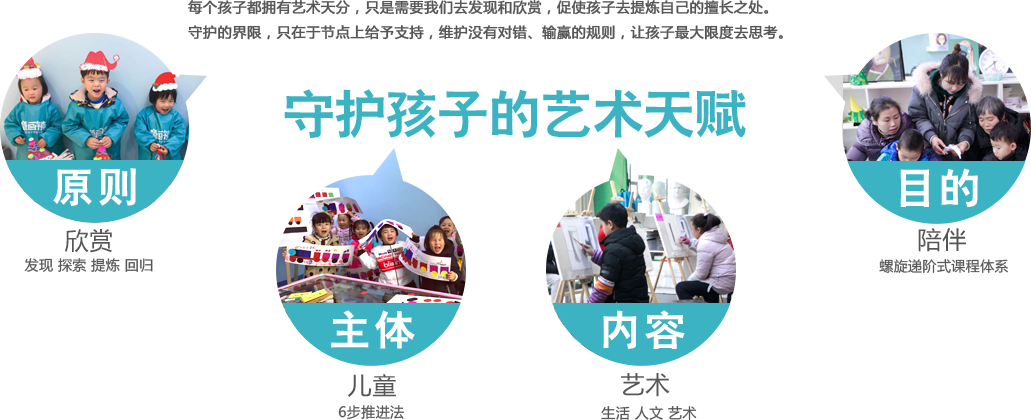 每个孩子都拥有艺术天分，只是需要我们去发现和欣赏，促使孩子去提炼自己的擅长之处。
守护的界限，只在于节点上给予支持，维护没有对错、输赢的规则，让孩子最大限度去思考。
守护孩子的艺术天赋
原则
欣赏
发现 探索 提炼 回归
主体
儿童
6步推进法
内容
艺术
生活 人文 艺术
目的
陪伴
螺旋递阶式课程体系